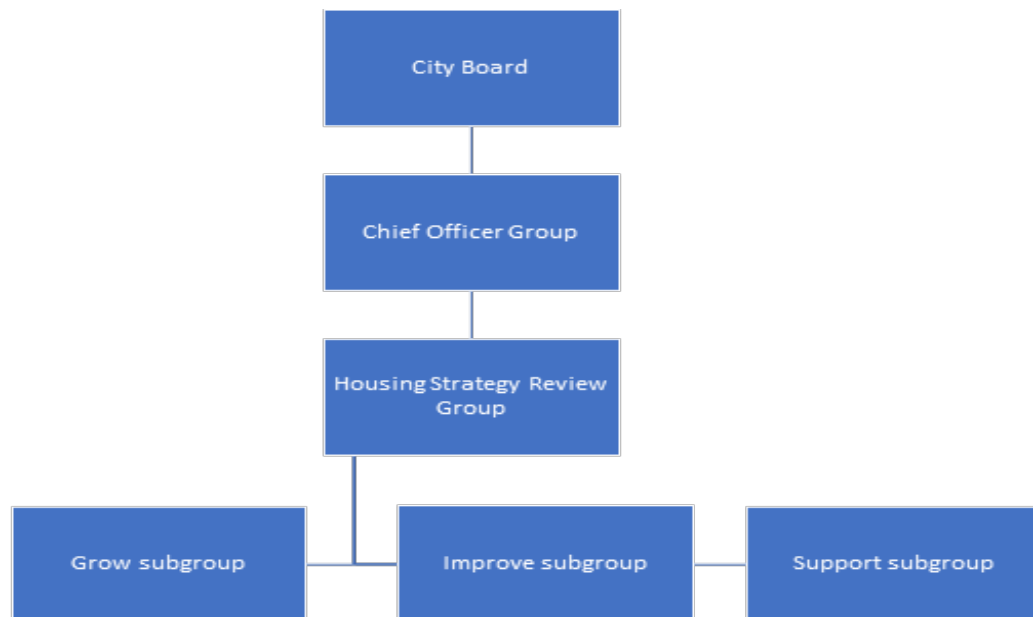 City Board
Chief Officer Group
Housing Strategy Review
Group
Grow subgroup
Improve subgroup
Support subgroup